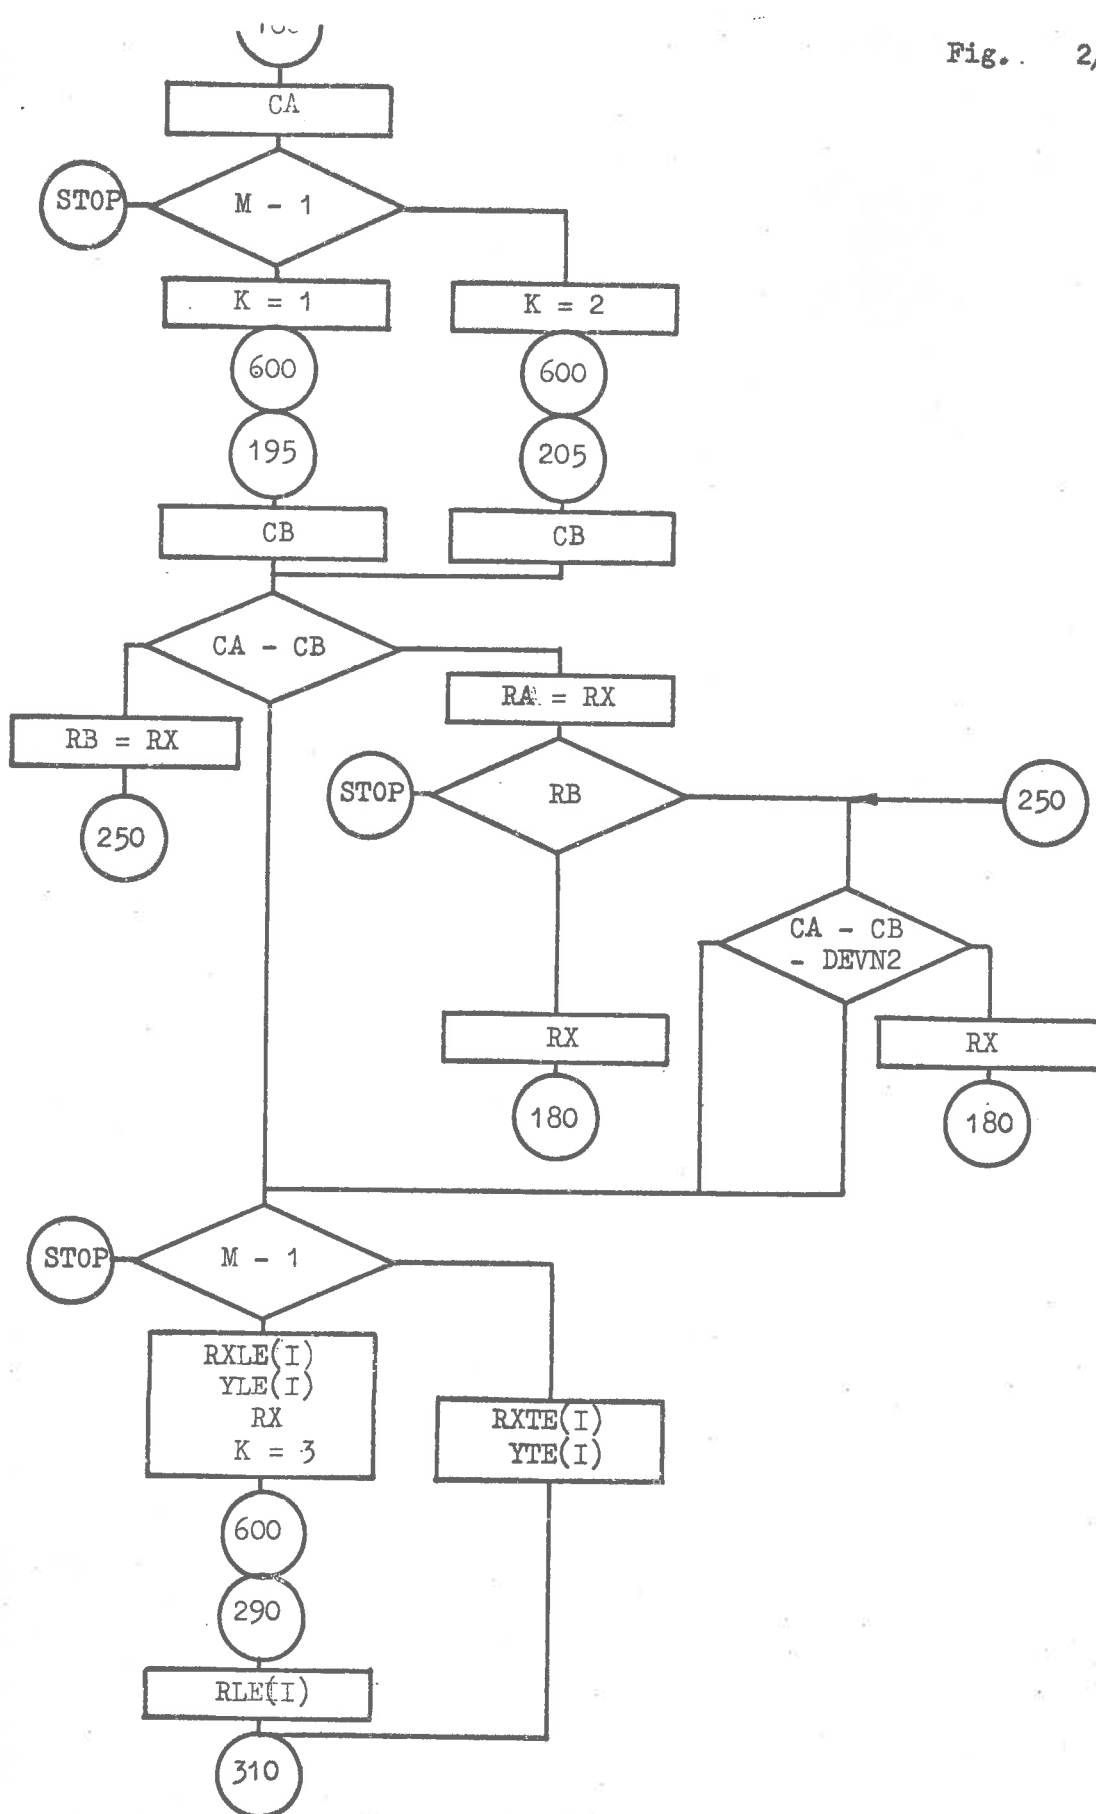 Fig. 2/
CA
STOP
M - 1
K = 1
K = 2
600
600
195
205
CB
CB
CA - CB
RA = RX
RB = RX
STOP
RB
250
250
CA - CB
- DEVN2
RX
RX
180
180
STOP
M - 1
RXLE(I)
YLE(I)
RX
K = 3
RXTE(I)
YTE(I)
600
290
RLE(I)
310